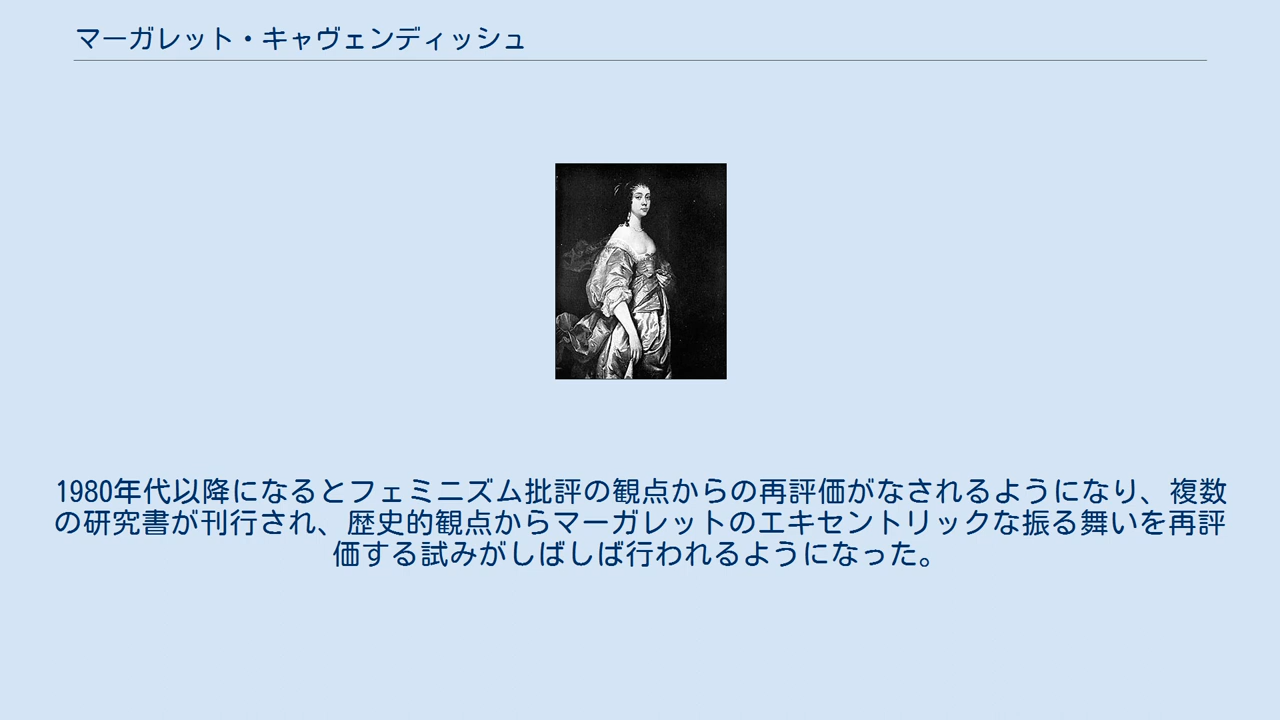 マーガレット・キャヴェンディッシュ
1980年代以降になるとフェミニズム批評の観点からの再評価がなされるようになり、複数
の研究書が刊行され、歴史的観点からマーガレットのエキセントリックな振る舞いを再評
価する試みがしばしば行われるようになった。